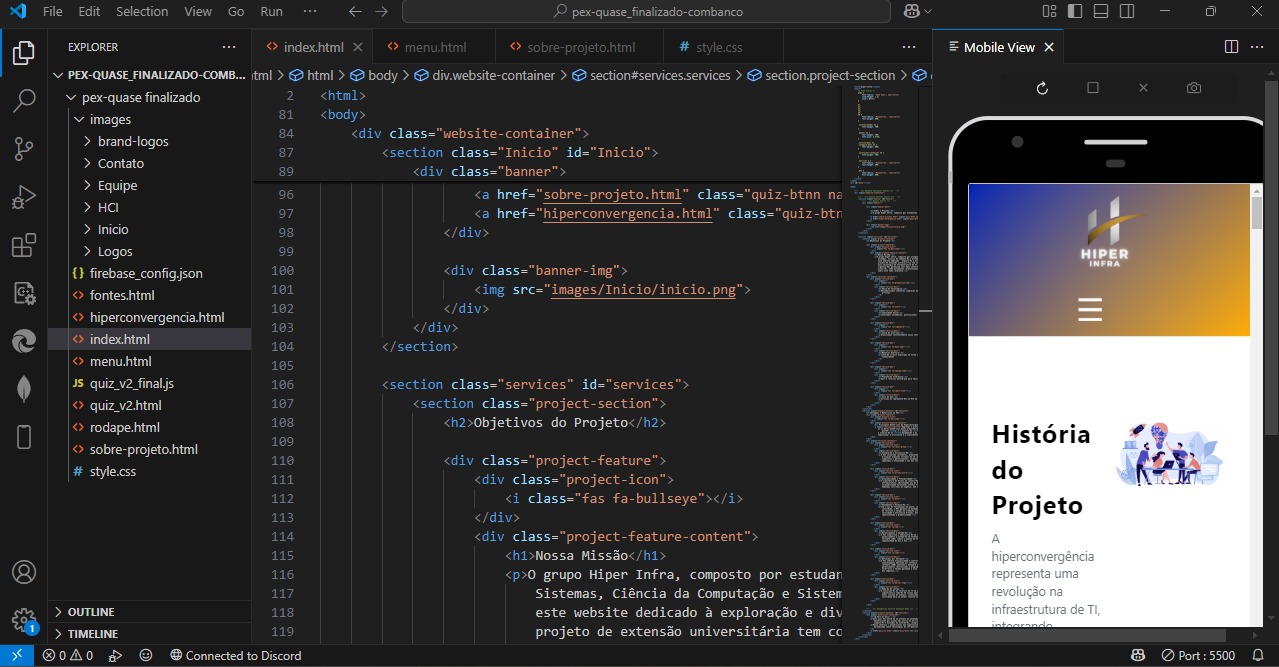 File Edit Selection View Go Run ··· pex-quase_finalizado-combanco
EXPLORER ···
PEX-QUASE_FINALIZADO-COMB...
pex-quase finalizado
images
brand-logos
Contato
Equipe
HCI
Inicio
Logos
firebase_config.json
fontes.html
hiperconvergencia.html
index.html
menu.html
JS quiz_v2_final.js
quiz_v2.html
rodape.html
sobre-projeto.html
# style.css
OUTLINE
TIMELINE
index.html menu.html sobre-projeto.html # style.css ···
html > html > body > div.website-container > section#services.services > section.project-section >
2 <html>
81 <body>
84 <div class="website-container">
87 <section class="Inicio" id="Inicio">
89 <div class="banner">
96 <a href="sobre-projeto.html" class="quiz-btnn na
97 <a href="hiperconvergencia.html" class="quiz-btn
98 </div>
99
100 <div class="banner-img">
101 <img src="images/Inicio/inicio.png">
102 </div>
103 </div>
104 </section>
105
106 <section class="services" id="services">
107 <section class="project-section">
108 <h2>Objetivos do Projeto</h2>
109
110 <div class="project-feature">
111 <div class="project-icon">
112 <i class="fas fa-bullseye"></i>
113 </div>
114 <div class="project-feature-content">
115 <h1>Nossa Missão</h1>
116 <p>O grupo Hiper Infra, composto por estudan
117 Sistemas, Ciência da Computação e Sistem
118 este website dedicado à exploração e div
119 projeto de extensão universitária tem co
Mobile View
HIPER
INFRA
História
do
Projeto
A
hiperconvergência
representa uma
revolução na
infraestrutura de TI,
integrando
0 0 Connected to Discord Port : 5500
1